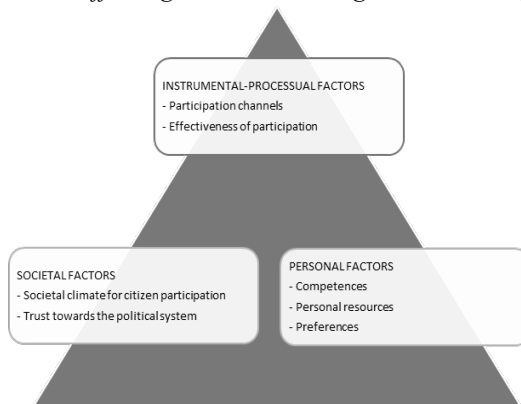 INSTRUMENTAL-PROCESSUAL FACTORS
- Participation channels
- Effectiveness of participation
SOCIETAL FACTORS
- Societal climate for citizen participation
- Trust towards the political system
PERSONAL FACTORS
- Competences
- Personal resources
- Preferences